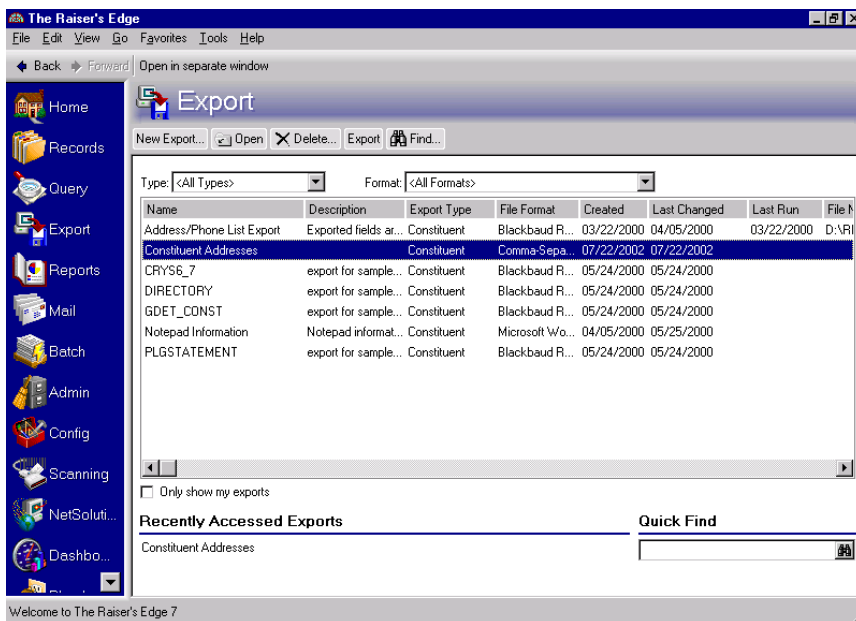 The Raiser's Edge
File Edit View Go Favorites Tools Help
Back Forward Open in separate window
Home
Records
Query
Export
Reports
Mail
Batch
Admin
Config
Scanning
NetSoluti...
Dashbo...
Export
New Export... Open Delete... Export Find...
Type: <All Types> Format: <All Formats>
Name Description Export Type File Format Created Last Changed Last Run File N
Address/Phone List Export Exported fields ar... Constituent Blackbaud R... 03/22/2000 04/05/2000 03/22/2000 D:\RI
Constituent Addresses Constituent Comma-Sepa... 07/22/2002 07/22/2002
CRYS6_7 export for sample... Constituent Blackbaud R... 05/24/2000 05/24/2000
DIRECTORY export for sample... Constituent Blackbaud R... 05/24/2000 05/24/2000
GDET_CONST export for sample... Constituent Blackbaud R... 05/24/2000 05/24/2000
Notepad Information Notepad informat... Constituent Microsoft Wo... 04/05/2000 05/25/2000
PLGSTATEMENT export for sample... Constituent Blackbaud R... 05/24/2000 05/24/2000
Only show my exports
Recently Accessed Exports Quick Find
Constituent Addresses
Welcome to The Raiser's Edge 7